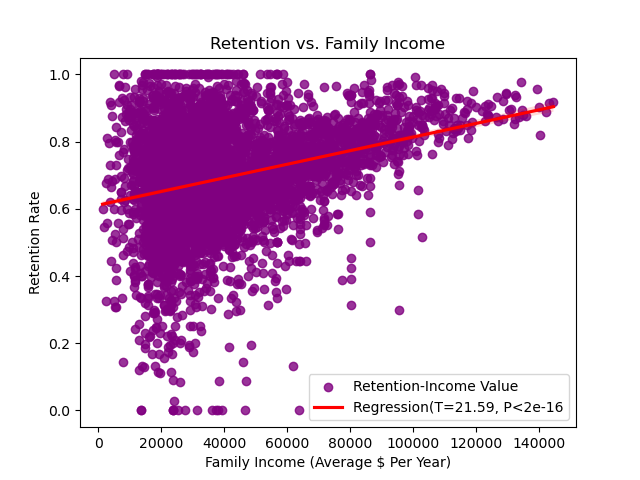 Retention vs. Family Income
1.0
0.8
0.6
0.4
0.2
0.0
Retention Rate
Retention-Income Value
Regression(T=21.59, P<2e-16
0 20000 40000 60000 80000 100000 120000 140000
Family Income (Average $ Per Year)